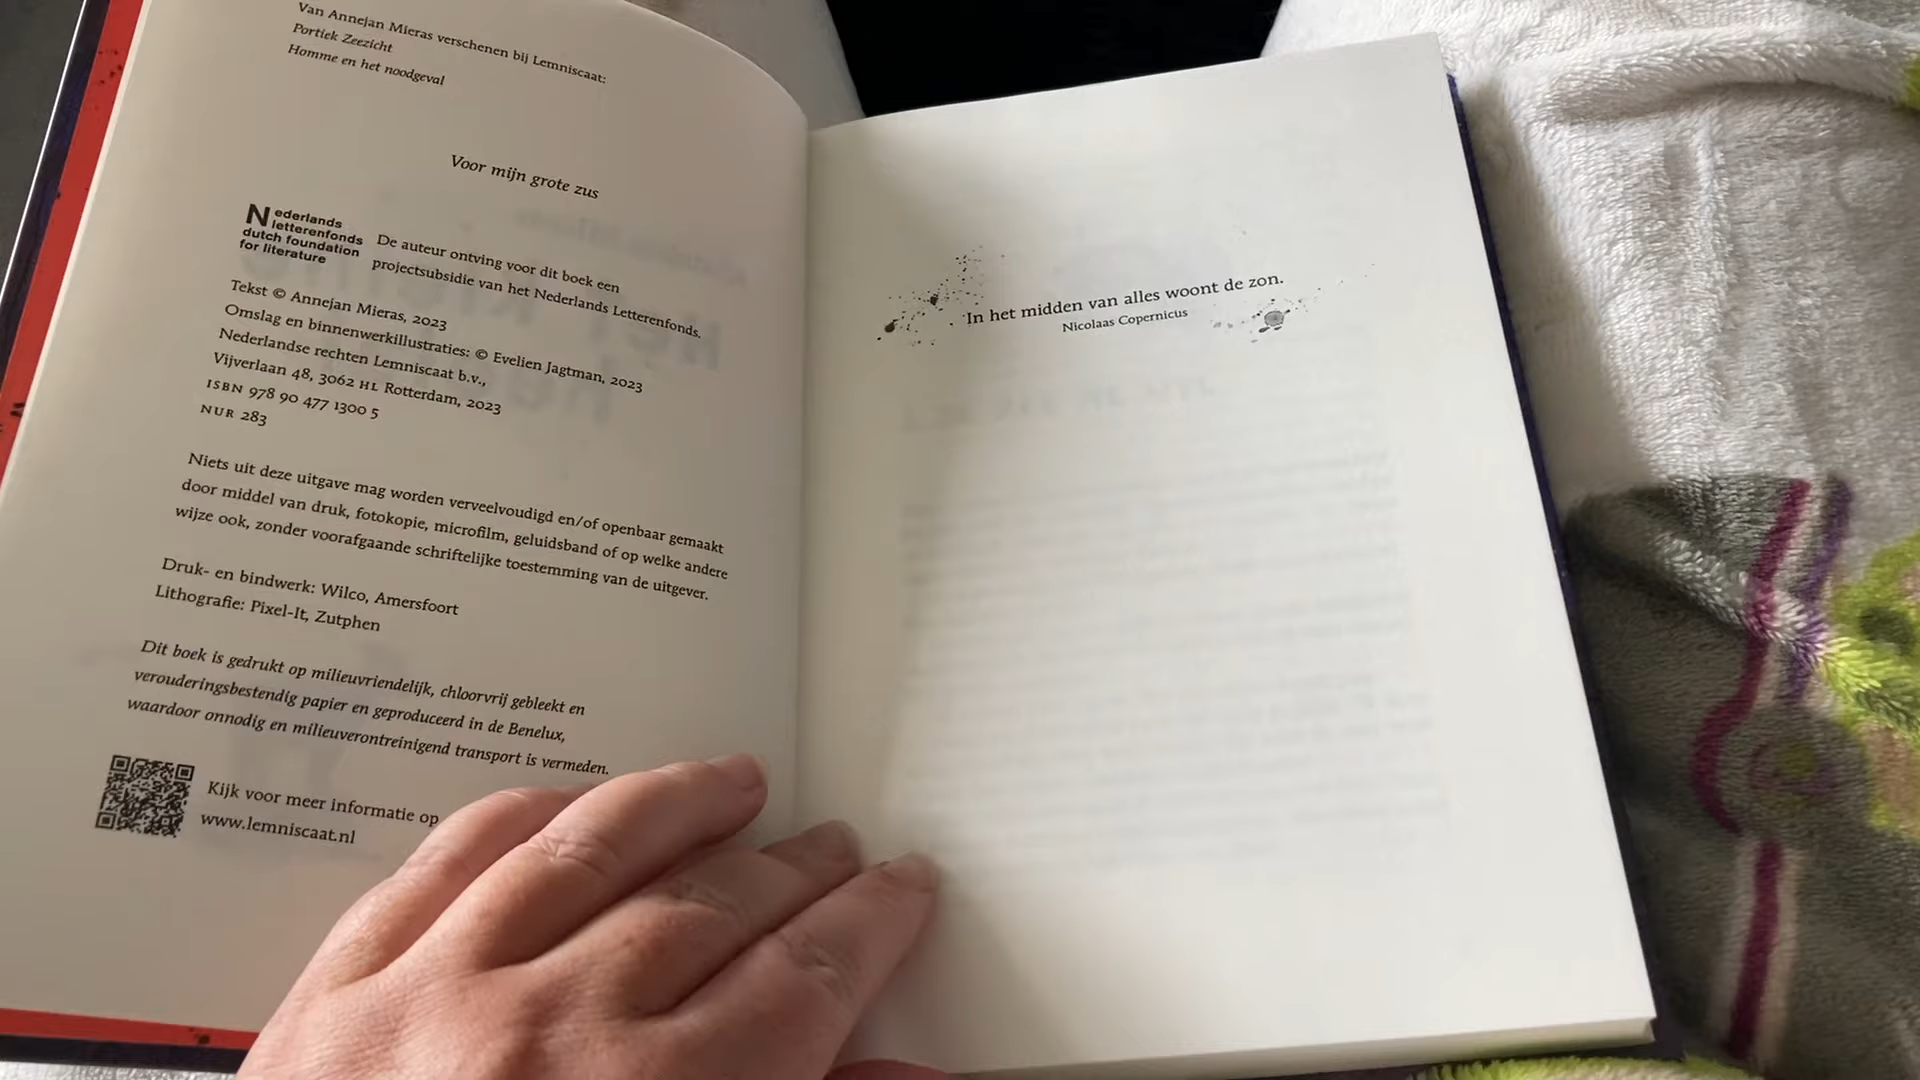 Van Annejan Mieras verschenen bij Lemniscaat:
Portiek Zeezicht
Homme en het noodgeval
Voor mijn grote zus
Nederlands
letterenfonds
dutch foundation
for literature
De auteur ontving voor dit boek een
projectsubsidie van het Nederlands Letterenfonds.
Tekst © Annejan Mieras, 2023
Omslag en binnenwerkillustraties: © Evelien Jagtman, 2023
Nederlandse rechten Lemniscaat b.v.,
Vijverlaan 48, 3062 HL Rotterdam, 2023
ISBN 978 90 477 1300 5
NUR 283
Niets uit deze uitgave mag worden verveelvoudigd en/of openbaar gemaakt
door middel van druk, fotokopie, microfilm, geluidsband of op welke andere
wijze ook, zonder voorafgaande schriftelijke toestemming van de uitgever.
Druk- en bindwerk: Wilco, Amersfoort
Lithografie: Pixel-It, Zutphen
Dit boek is gedrukt op milieuvriendelijk, chloorvrij gebleekt en
verouderingsbestendig papier en geproduceerd in de Benelux,
waardoor onnodig en milieuverontreinigend transport is vermeden.
Kijk voor meer informatie op
www.lemniscaat.nl
In het midden van alles woont de zon.
Nicolaas Copernicus